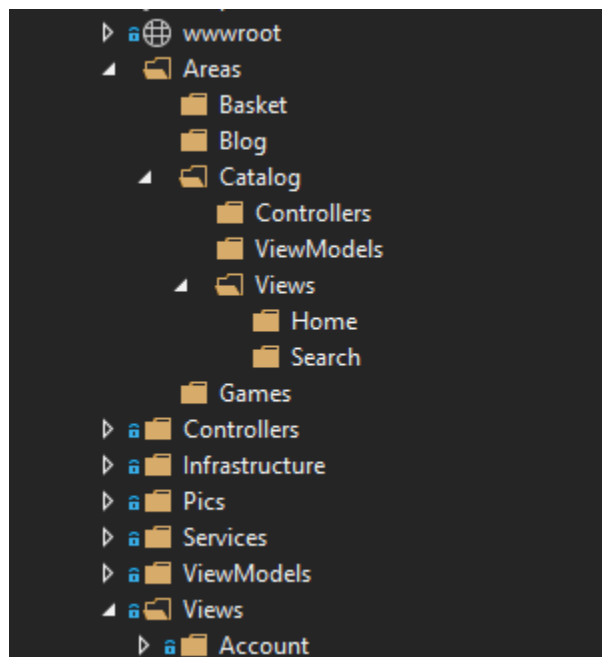 wwwroot
Areas
Basket
Blog
Catalog
Controllers
ViewModels
Views
Home
Search
Games
Controllers
Infrastructure
Pics
Services
ViewModels
Views
Account